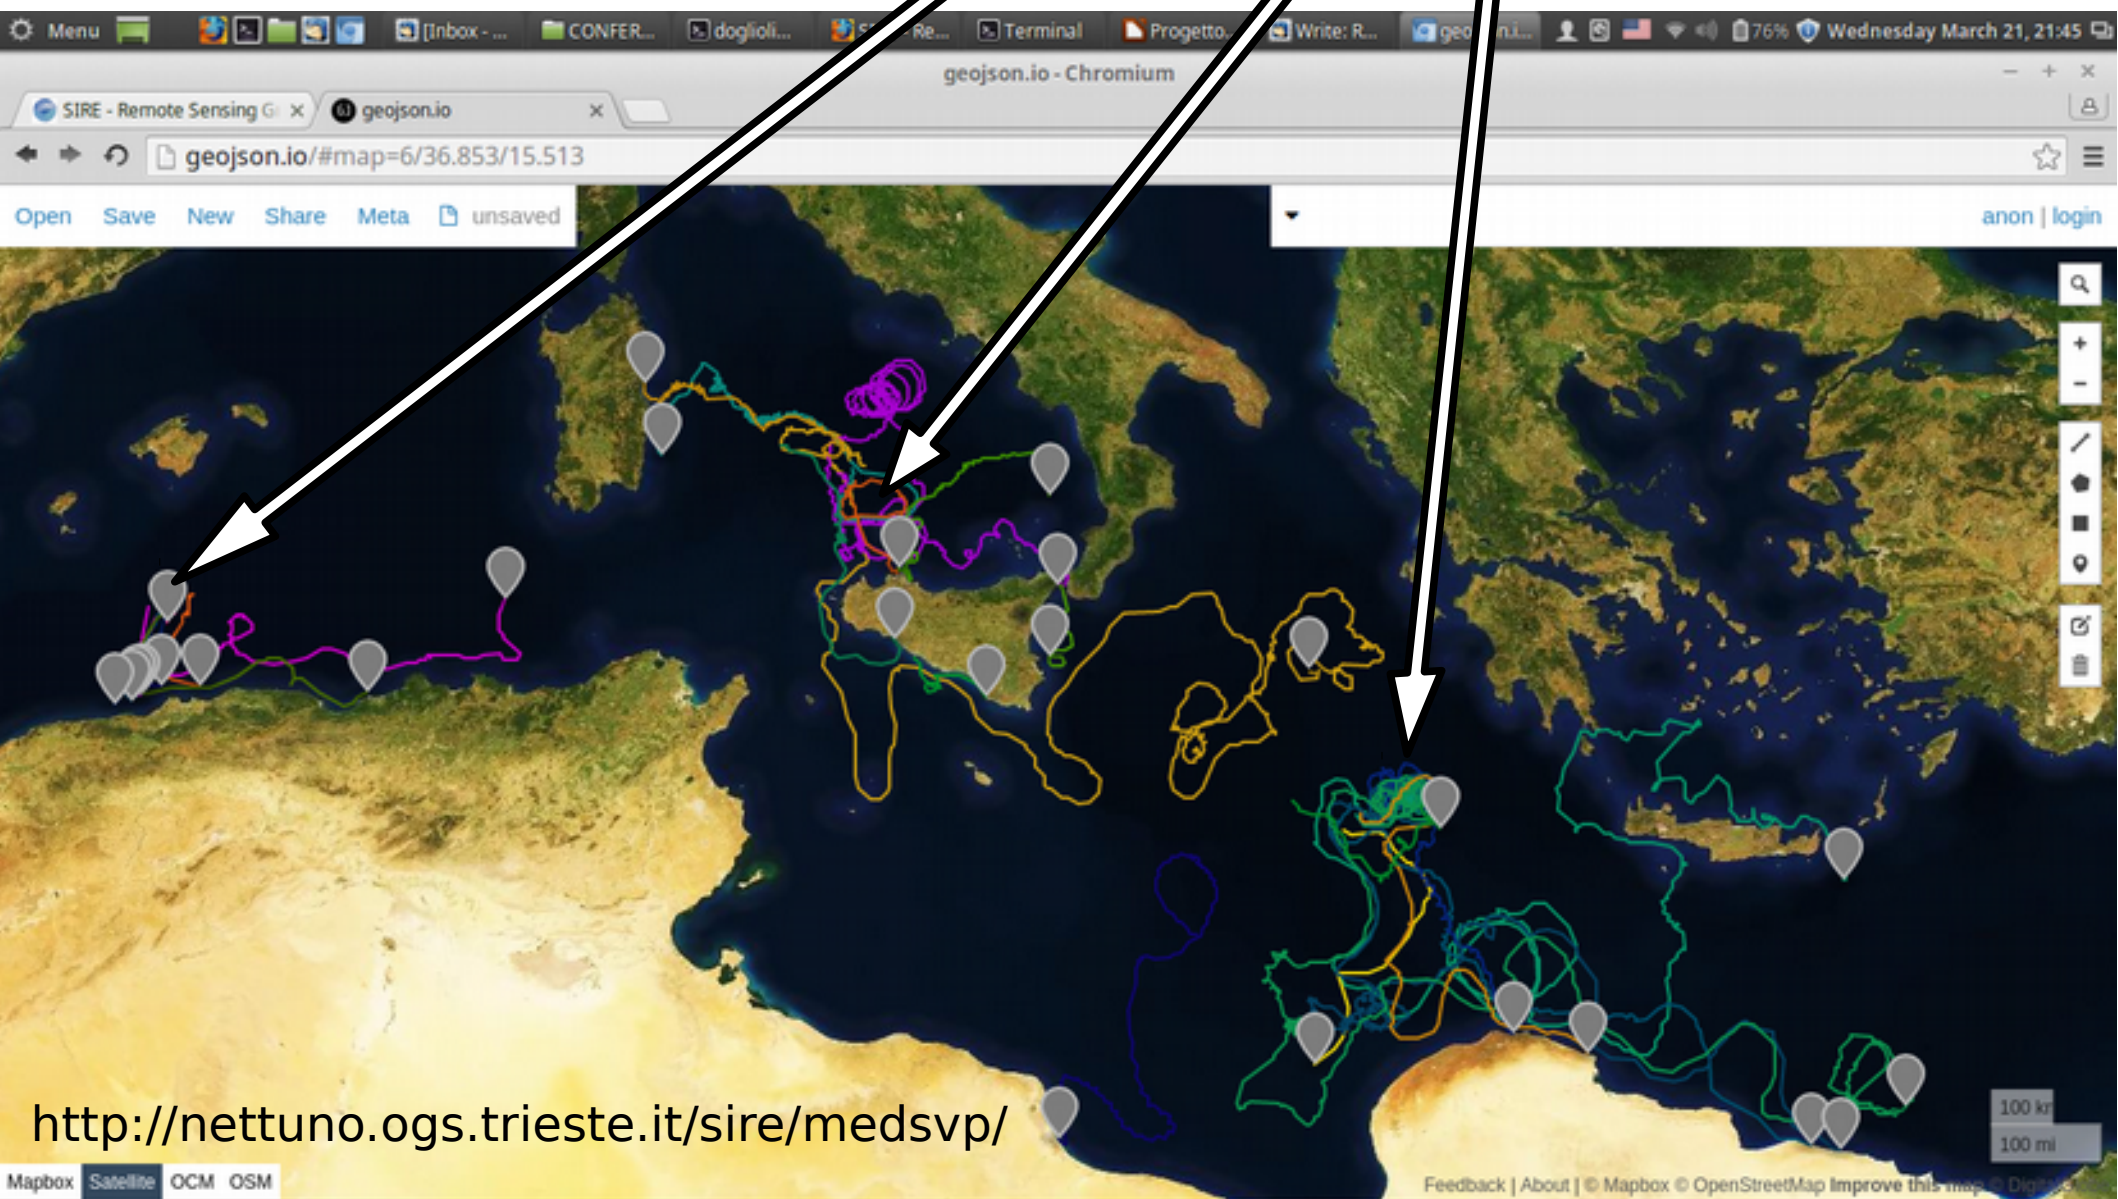 Menu [Inbox - ... CONFER... doglioli... Terminal Progetto... Write: R... 76% Wednesday March 21, 21:45
geojson.io - Chromium
SIRE - Remote Sensing geojson.io
geojson.io/#map=6/36.853/15.513
Open Save New Share Meta unsaved anon | login
http://nettuno.ogs.trieste.it/sire/medsvp/
100 km
100 mi
Mapbox Satellite OCM OSM Feedback | About | © Mapbox © OpenStreetMap Improve this map